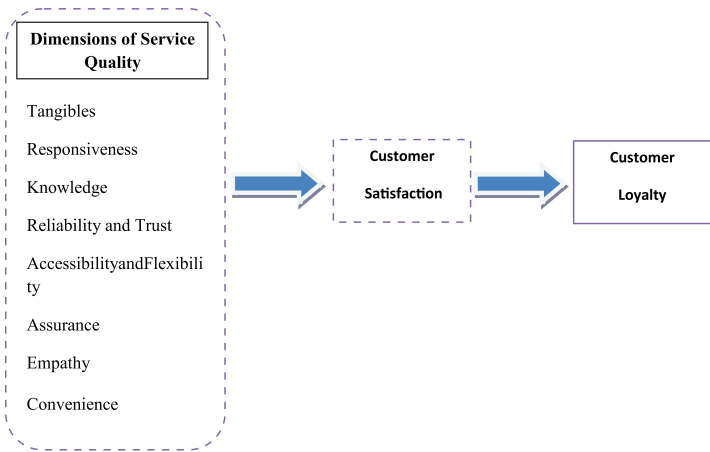 Dimensions of Service
Quality
Tangibles
Responsiveness
Knowledge
Reliability and Trust
AccessibilityandFlexibili
ty
Assurance
Empathy
Convenience
Customer
Satisfaction
Customer
Loyalty